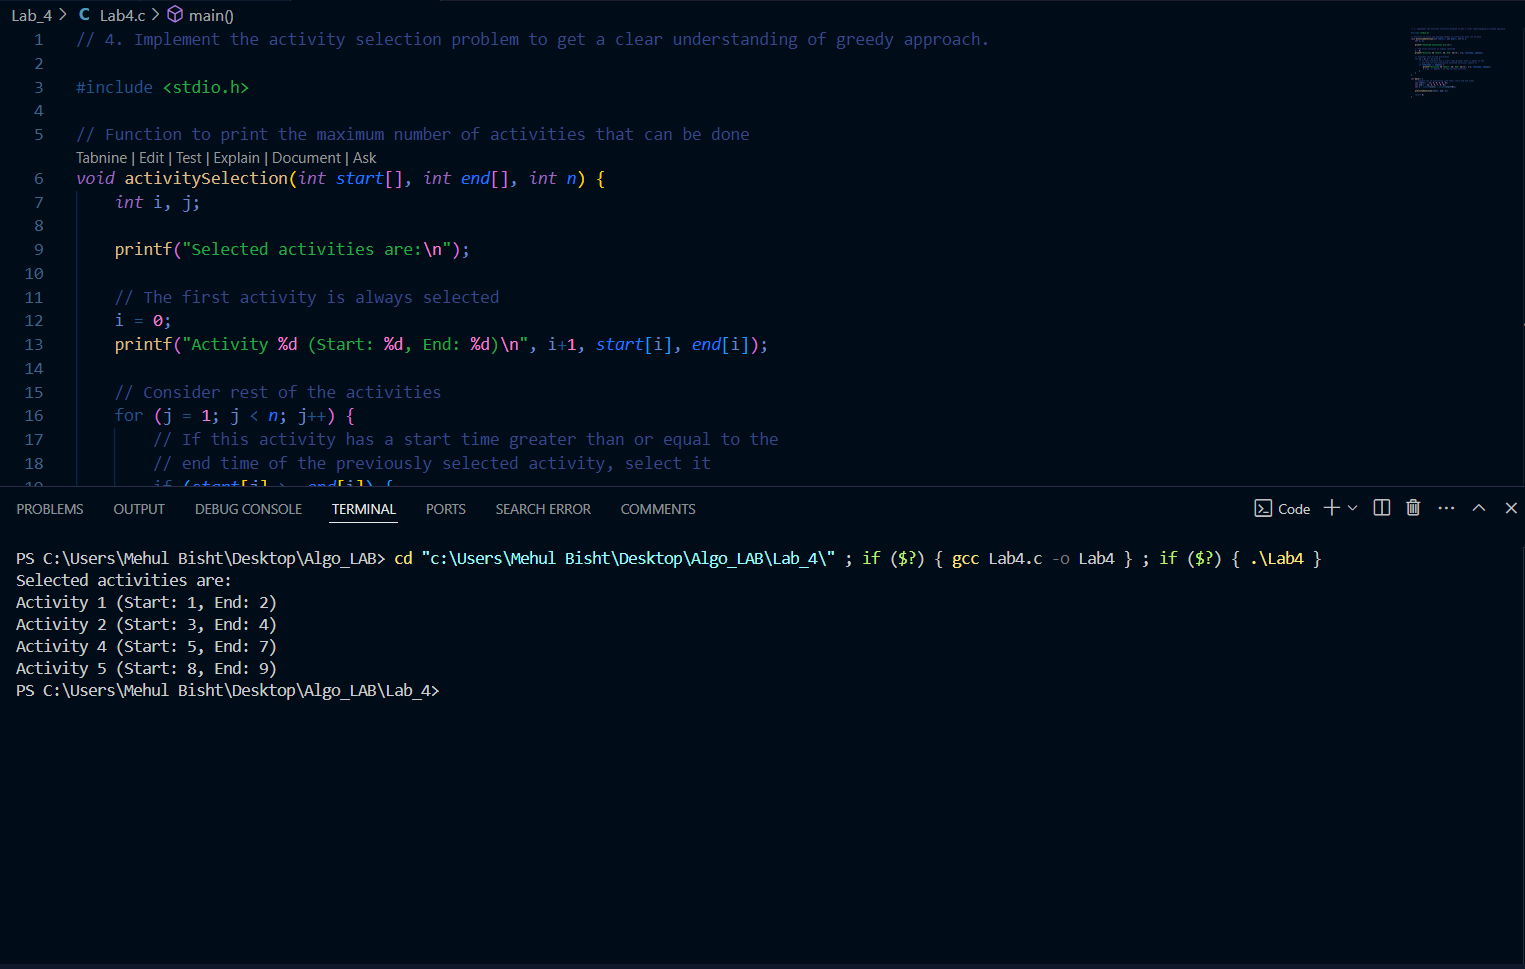 Lab_4 > C Lab4.c > main()
1 // 4. Implement the activity selection problem to get a clear understanding of greedy approach.
2
3 #include <stdio.h>
4
5 // Function to print the maximum number of activities that can be done
Tabnine | Edit | Test | Explain | Document | Ask
6 void activitySelection(int start[], int end[], int n) {
7     int i, j;
8
9     printf("Selected activities are:\n");
10
11     // The first activity is always selected
12     i = 0;
13     printf("Activity %d (Start: %d, End: %d)\n", i+1, start[i], end[i]);
14
15     // Consider rest of the activities
16     for (j = 1; j < n; j++) {
17         // If this activity has a start time greater than or equal to the
18         // end time of the previously selected activity, select it
19         if (start[j] >= end[i]) {
PROBLEMS OUTPUT DEBUG CONSOLE TERMINAL PORTS SEARCH ERROR COMMENTS Code
PS C:\Users\Mehul Bisht\Desktop\Algo_LAB> cd "c:\Users\Mehul Bisht\Desktop\Algo_LAB\Lab_4\" ; if ($?) { gcc Lab4.c -o Lab4 } ; if ($?) { .\Lab4 }
Selected activities are:
Activity 1 (Start: 1, End: 2)
Activity 2 (Start: 3, End: 4)
Activity 4 (Start: 5, End: 7)
Activity 5 (Start: 8, End: 9)
PS C:\Users\Mehul Bisht\Desktop\Algo_LAB\Lab_4>